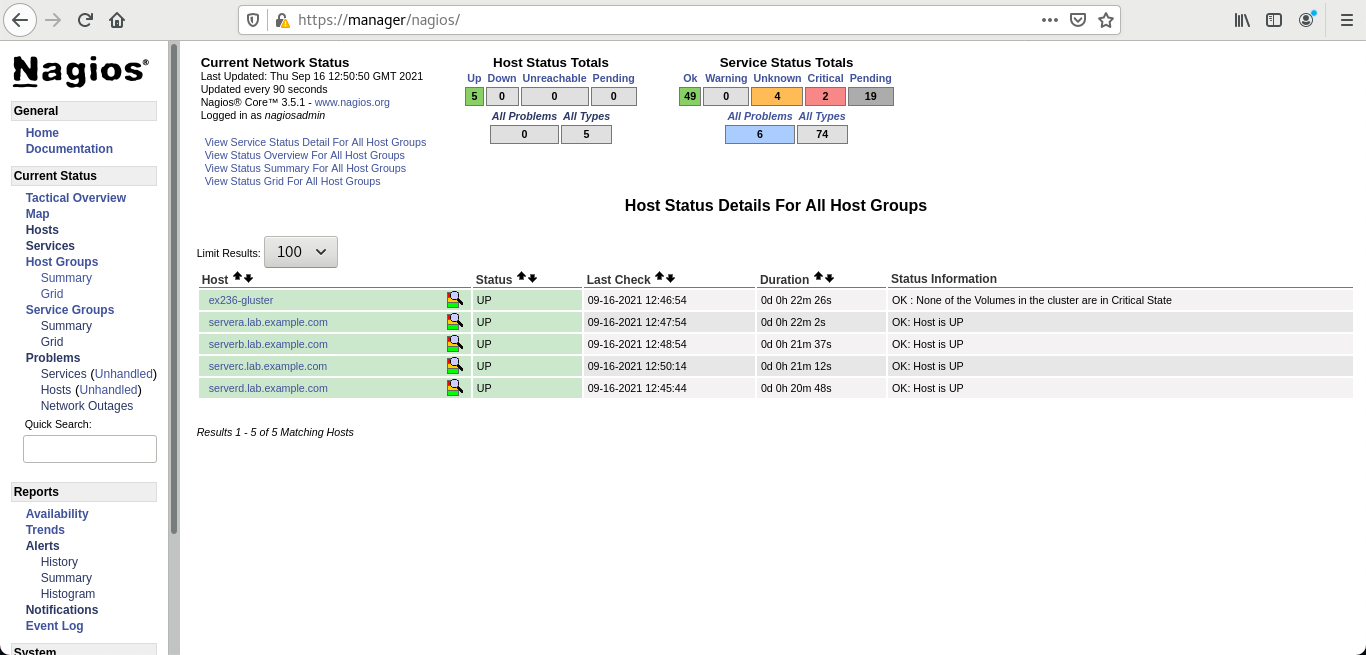 https://manager/nagios/
Nagios®
General
Home
Documentation
Current Status
Tactical Overview
Map
Hosts
Services
Host Groups
Summary
Grid
Service Groups
Summary
Grid
Problems
Services (Unhandled)
Hosts (Unhandled)
Network Outages
Quick Search:
Reports
Availability
Trends
Alerts
History
Summary
Histogram
Notifications
Event Log
System
Current Network Status
Last Updated: Thu Sep 16 12:50:50 GMT 2021
Updated every 90 seconds
Nagios® Core™ 3.5.1 - www.nagios.org
Logged in as nagiosadmin
View Service Status Detail For All Host Groups
View Status Overview For All Host Groups
View Status Summary For All Host Groups
View Status Grid For All Host Groups
Host Status Totals
Up Down Unreachable Pending
5 0 0 0
All Problems All Types
0 5
Service Status Totals
Ok Warning Unknown Critical Pending
49 0 4 2 19
All Problems All Types
6 74
Host Status Details For All Host Groups
Limit Results: 100
Host Status Last Check Duration Status Information
ex236-gluster UP 09-16-2021 12:46:54 0d 0h 22m 26s OK : None of the Volumes in the cluster are in Critical State
servera.lab.example.com UP 09-16-2021 12:47:54 0d 0h 22m 2s OK: Host is UP
serverb.lab.example.com UP 09-16-2021 12:48:54 0d 0h 21m 37s OK: Host is UP
serverc.lab.example.com UP 09-16-2021 12:50:14 0d 0h 21m 12s OK: Host is UP
serverd.lab.example.com UP 09-16-2021 12:45:44 0d 0h 20m 48s OK: Host is UP
Results 1 - 5 of 5 Matching Hosts